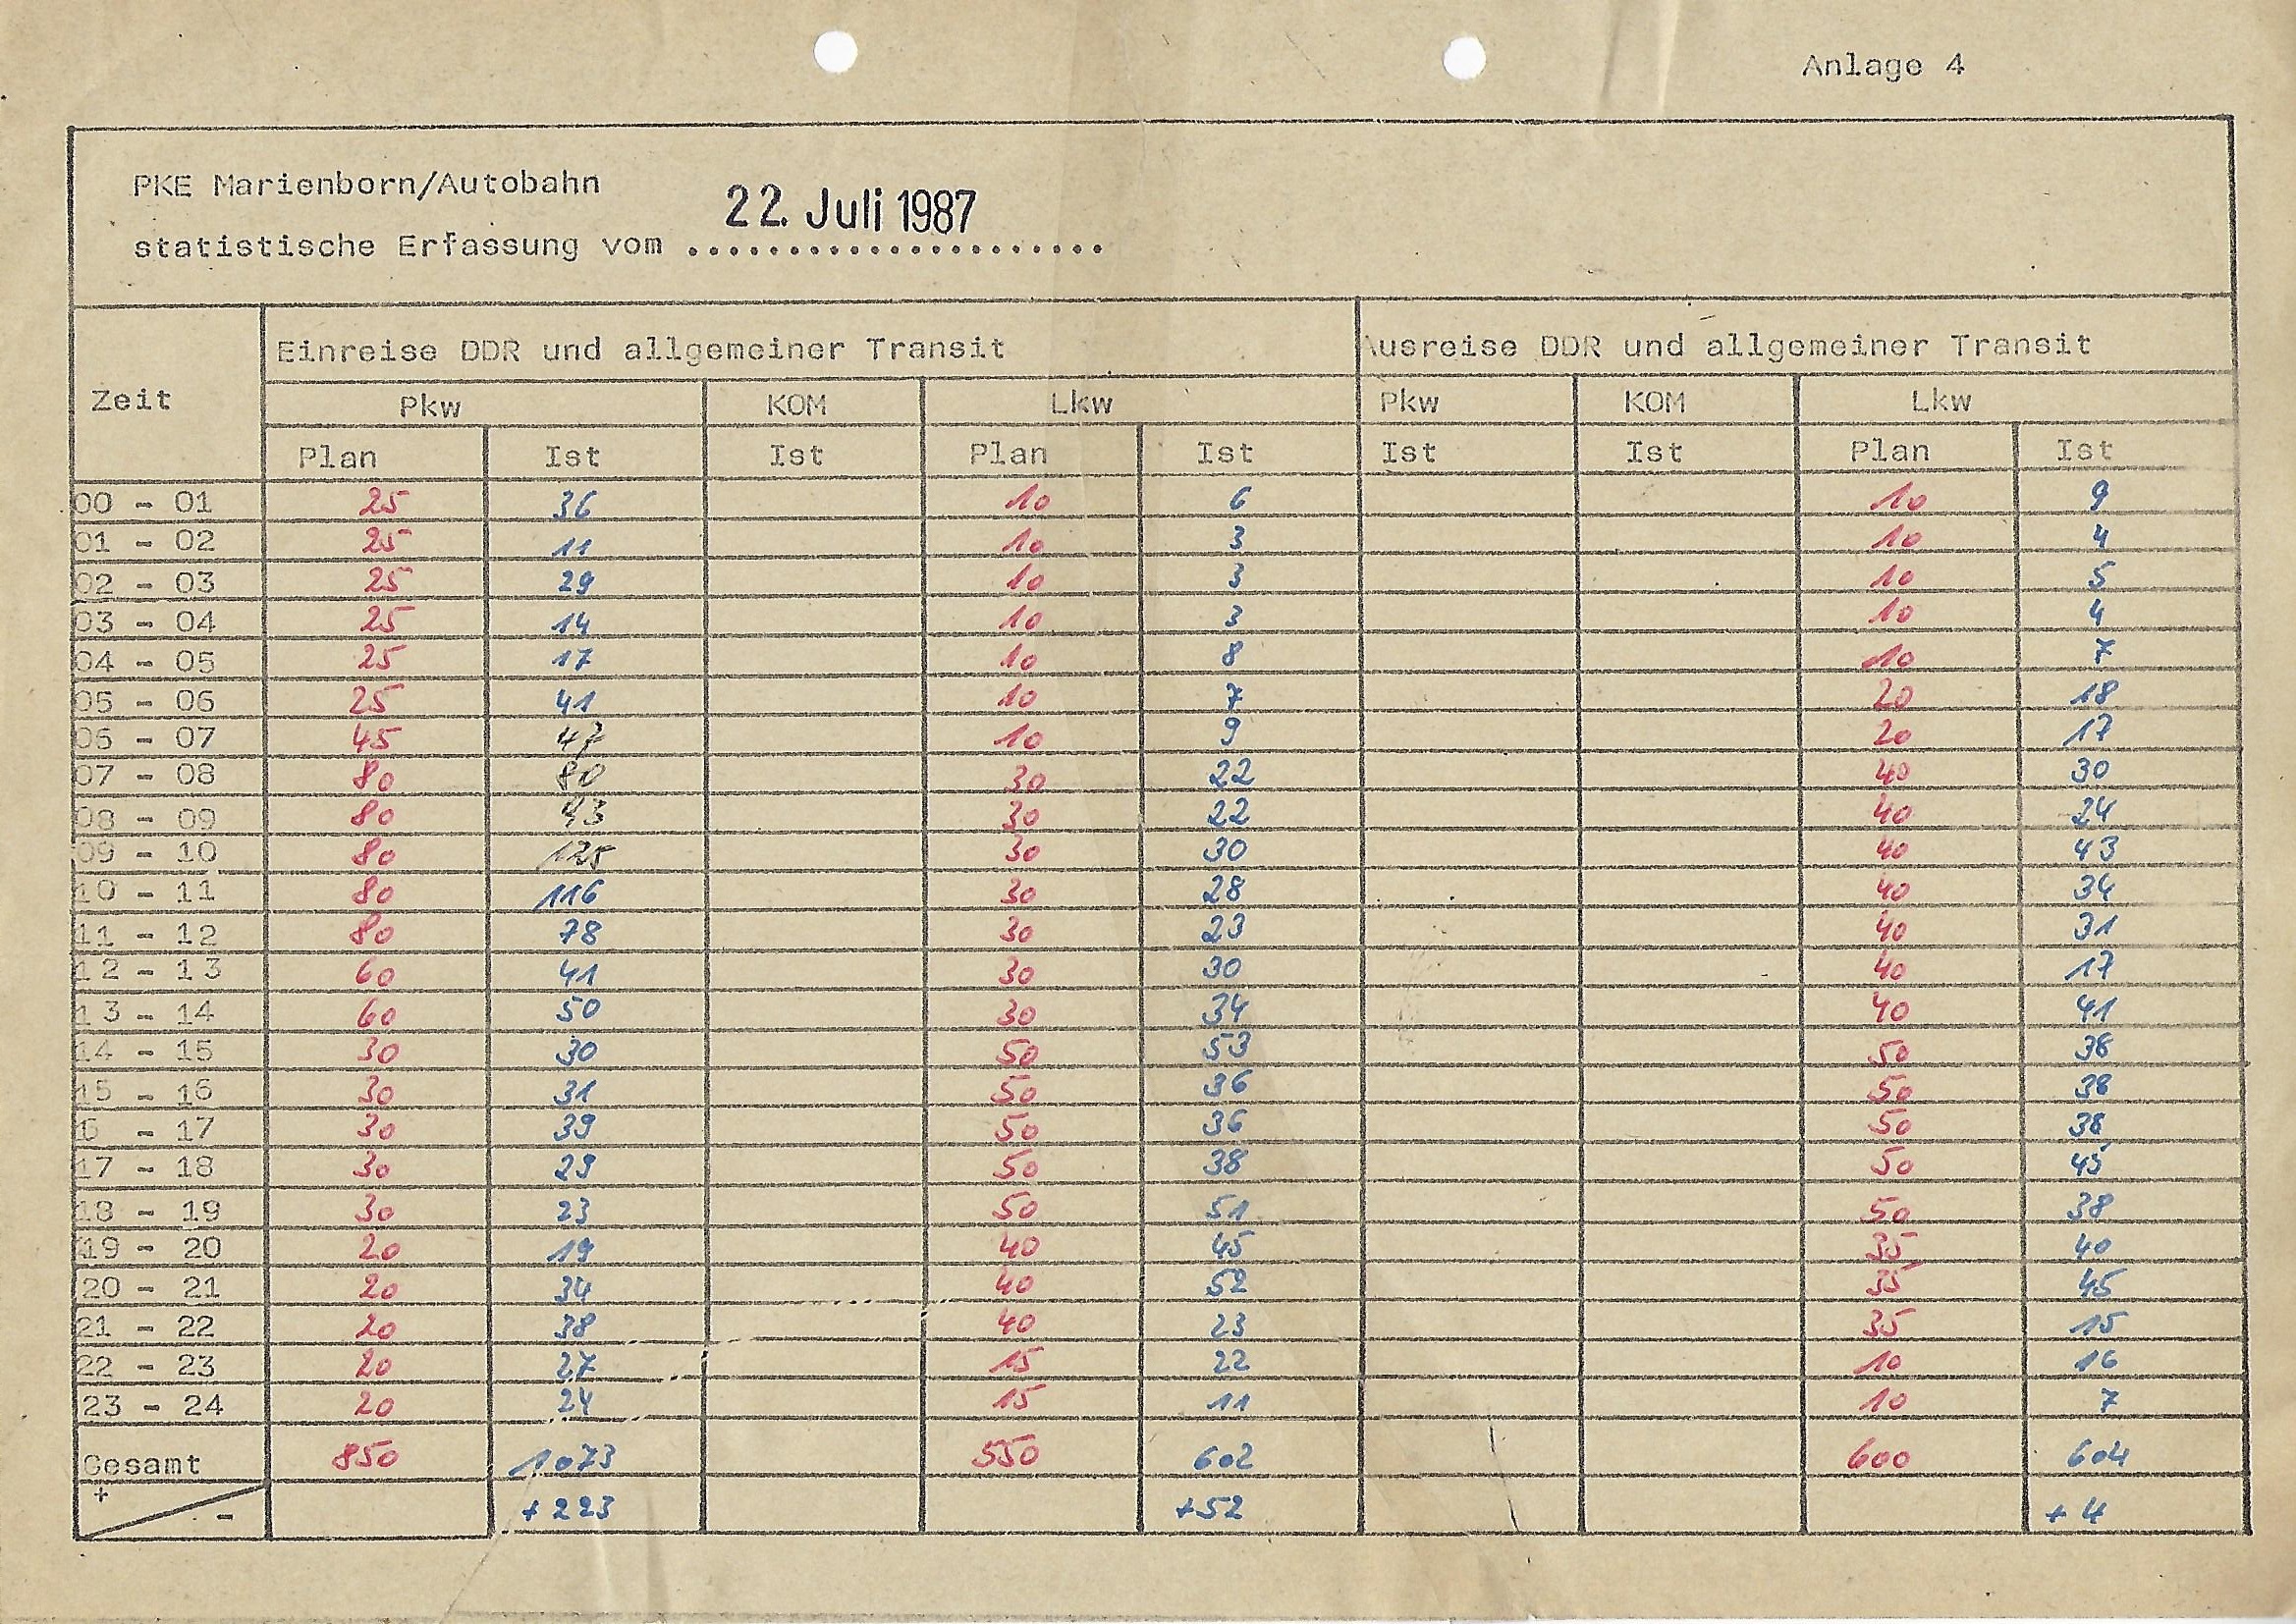 Anlage 4
PKE Marienborn/Autobahn
22. Juli 1987
statistische Erfassung vom ......................
Zeit Einreise DDR und allgemeiner Transit Ausreise DDR und allgemeiner Transit
Pkw KOM Lkw Pkw KOM Lkw
Plan Ist Ist Plan Ist Ist Ist Plan Ist
00 - 01 25 36 10 6 10 9
01 - 02 25 11 10 3 10 4
02 - 03 25 29 10 3 10 5
03 - 04 25 14 10 3 10 4
04 - 05 25 17 10 8 10 7
05 - 06 25 41 10 7 20 18
06 - 07 45 47 10 9 20 17
07 - 08 80 80 30 22 40 30
08 - 09 80 93 30 22 40 24
09 - 10 80 125 30 30 40 43
10 - 11 80 116 30 28 40 34
11 - 12 80 78 30 23 40 31
12 - 13 60 41 30 30 40 17
13 - 14 60 50 30 34 40 41
14 - 15 30 30 50 53 50 38
15 - 16 30 31 50 36 50 38
6 - 17 30 39 50 36 50 38
17 - 18 30 29 50 38 50 45
18 - 19 30 23 50 51 50 38
19 - 20 20 19 40 45 35 40
20 - 21 20 34 40 52 35 45
21 - 22 20 38 40 23 35 15
22 - 23 20 27 15 22 10 16
23 - 24 20 24 15 11 10 7
Gesamt 850 1073 550 602 600 604
+ - +223 +52 +4